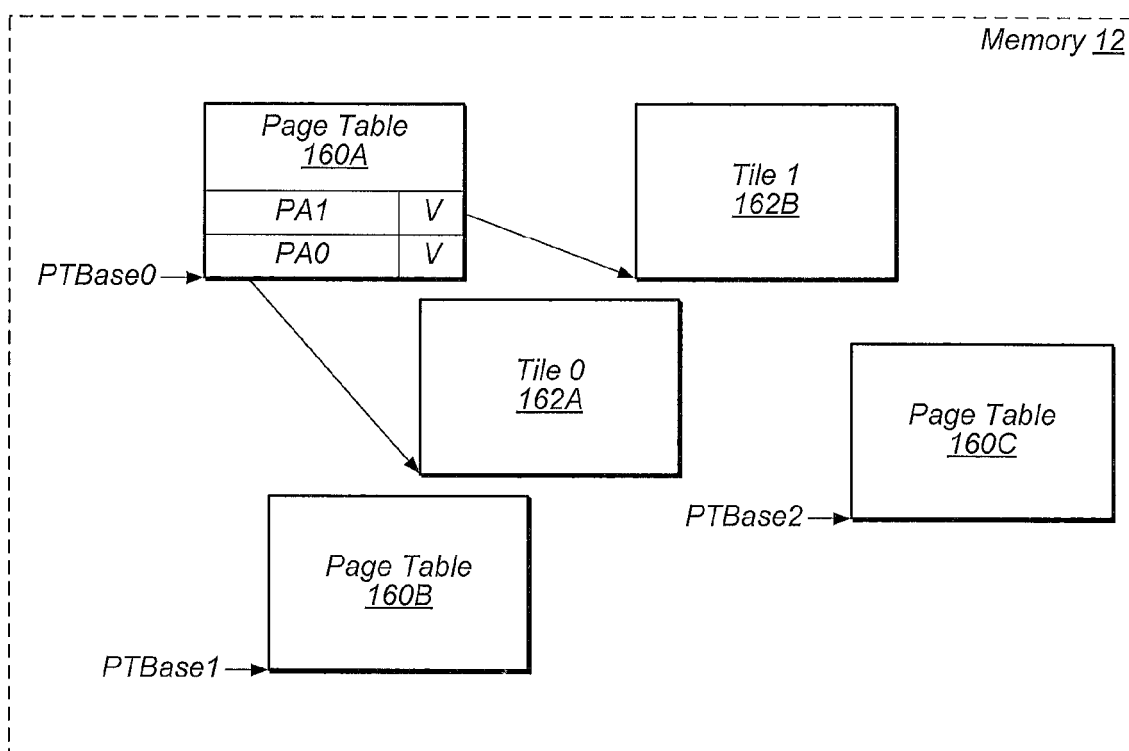 Memory 12
Page Table
160A
PA1 V
PA0 V
PTBase0
Tile 1
162B
Tile 0
162A
Page Table
160C
PTBase2
Page Table
160B
PTBase1